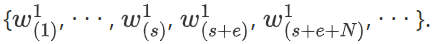 {w^1_{(1)}, ⋯, w^1_{(s)}, w^1_{(s+e)}, w^1_{(s+e+N)}, ⋯}.